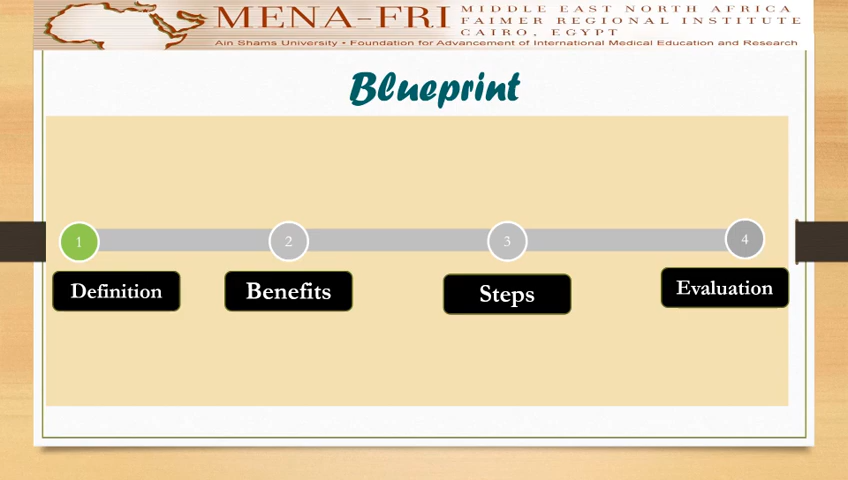 MENA-FRI
MIDDLE EAST NORTH AFRICA
FAIMER REGIONAL INSTITUTE
CAIRO, EGYPT
Ain Shams University • Foundation for Advancement of International Medical Education and Research
Blueprint
1
2
3
4
Definition
Benefits
Steps
Evaluation